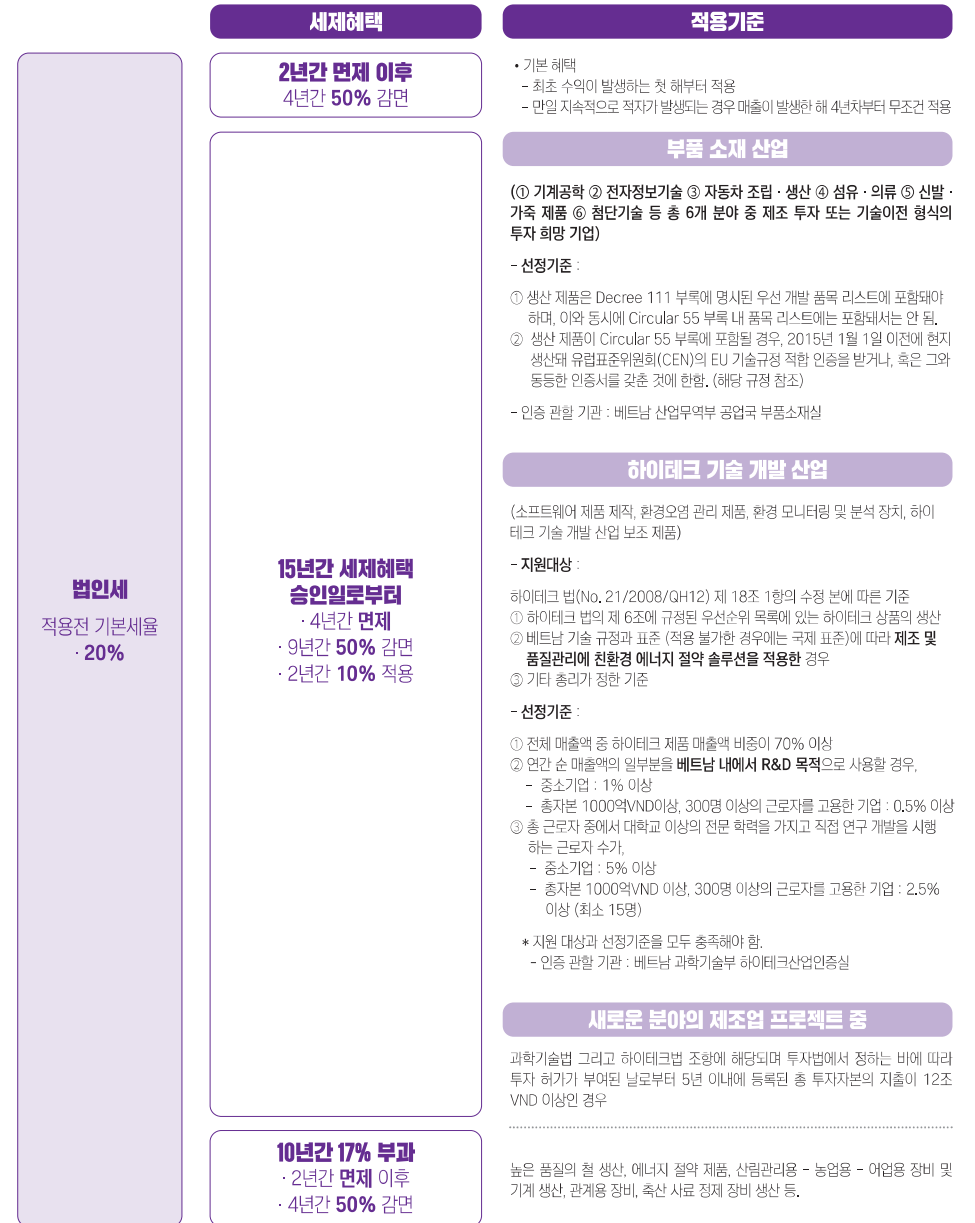 세제혜택
적용기준
법인세
적용전 기본세율
· 20%
2년간 면제 이후
4년간 50% 감면
• 기본 혜택
- 최초 수익이 발생하는 첫 해부터 적용
- 만일 지속적으로 적자가 발생되는 경우 매출이 발생한 해 4년차부터 무조건 적용
15년간 세제혜택
승인일로부터
· 4년간 면제
· 9년간 50% 감면
· 2년간 10% 적용
부품 소재 산업
(① 기계공학 ② 전자정보기술 ③ 자동차 조립 · 생산 ④ 섬유 · 의류 ⑤ 신발 ·
가죽 제품 ⑥ 첨단기술 등 총 6개 분야 중 제조 투자 또는 기술이전 형식의
투자 희망 기업)
- 선정기준 :
① 생산 제품은 Decree 111 부록에 명시된 우선 개발 품목 리스트에 포함돼야
하며, 이와 동시에 Circular 55 부록 내 품목 리스트에는 포함돼서는 안 됨.
② 생산 제품이 Circular 55 부록에 포함될 경우, 2015년 1월 1일 이전에 현지
생산돼 유럽표준위원회(CEN)의 EU 기술규정 적합 인증을 받거나, 혹은 그와
동등한 인증서를 갖춘 것에 한함. (해당 규정 참조)
- 인증 관할 기관 : 베트남 산업무역부 공업국 부품소재실
하이테크 기술 개발 산업
(소프트웨어 제품 제작, 환경오염 관리 제품, 환경 모니터링 및 분석 장치, 하이
테크 기술 개발 산업 보조 제품)
- 지원대상 :
하이테크 법(No. 21/2008/QH12) 제 18조 1항의 수정 본에 따른 기준
① 하이테크 법의 제 6조에 규정된 우선순위 목록에 있는 하이테크 상품의 생산
② 베트남 기술 규정과 표준 (적용 불가한 경우에는 국제 표준)에 따라 제조 및
품질관리에 친환경 에너지 절약 솔루션을 적용한 경우
③ 기타 총리가 정한 기준
- 선정기준 :
① 전체 매출액 중 하이테크 제품 매출액 비중이 70% 이상
② 연간 순 매출액의 일부분을 베트남 내에서 R&D 목적으로 사용할 경우,
- 중소기업 : 1% 이상
- 총자본 1000억VND이상, 300명 이상의 근로자를 고용한 기업 : 0.5% 이상
③ 총 근로자 중에서 대학교 이상의 전문 학력을 가지고 직접 연구 개발을 시행
하는 근로자 수가,
- 중소기업 : 5% 이상
- 총자본 1000억VND 이상, 300명 이상의 근로자를 고용한 기업 : 2.5%
이상 (최소 15명)
* 지원 대상과 선정기준을 모두 충족해야 함.
- 인증 관할 기관 : 베트남 과학기술부 하이테크산업인증실
새로운 분야의 제조업 프로젝트 중
과학기술법 그리고 하이테크법 조항에 해당되며 투자법에서 정하는 바에 따라
투자 허가가 부여된 날로부터 5년 이내에 등록된 총 투자자본의 지출이 12조
VND 이상인 경우
10년간 17% 부과
· 2년간 면제 이후
· 4년간 50% 감면
높은 품질의 철 생산, 에너지 절약 제품, 산림관리용 - 농업용 - 어업용 장비 및
기계 생산, 관계용 장비, 축산 사료 정제 장비 생산 등.